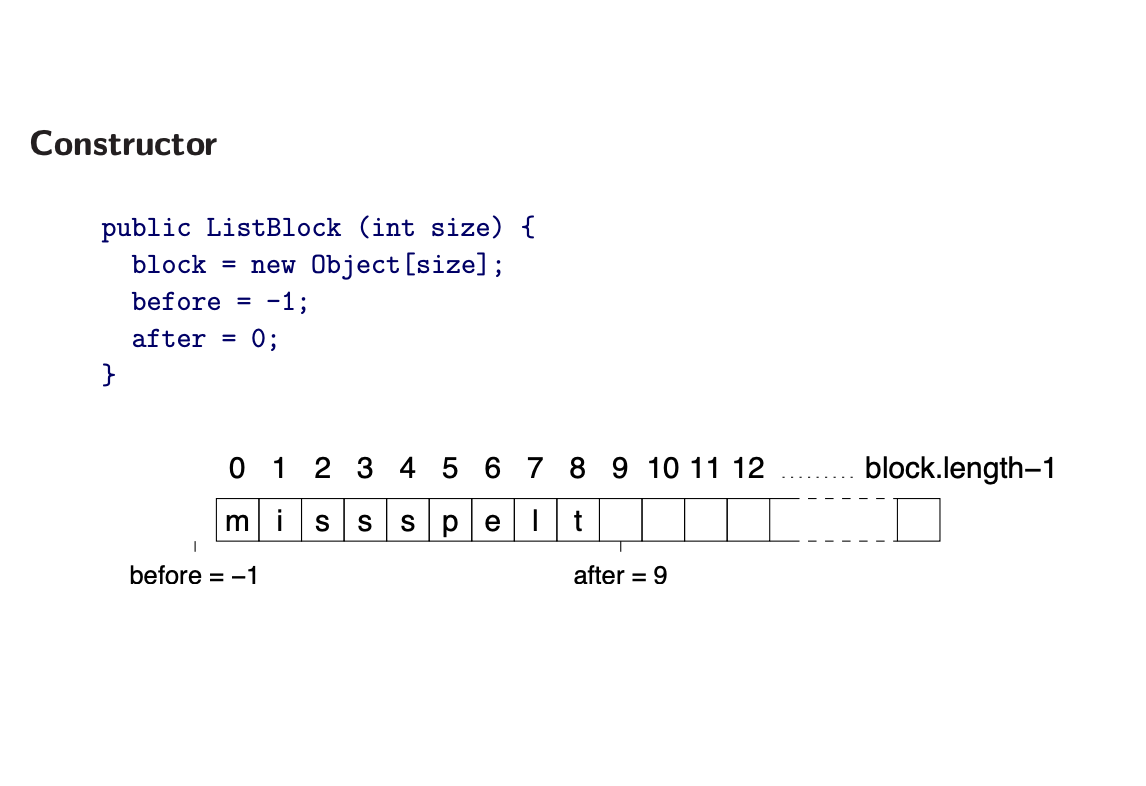 Constructor
public ListBlock (int size) {
block = new Object[size];
before = -1;
after = 0;
}
0 1 2 3 4 5 6 7 8 9 10 11 12 ......... block.length−1
m i s s s p e l t
before = −1 after = 9